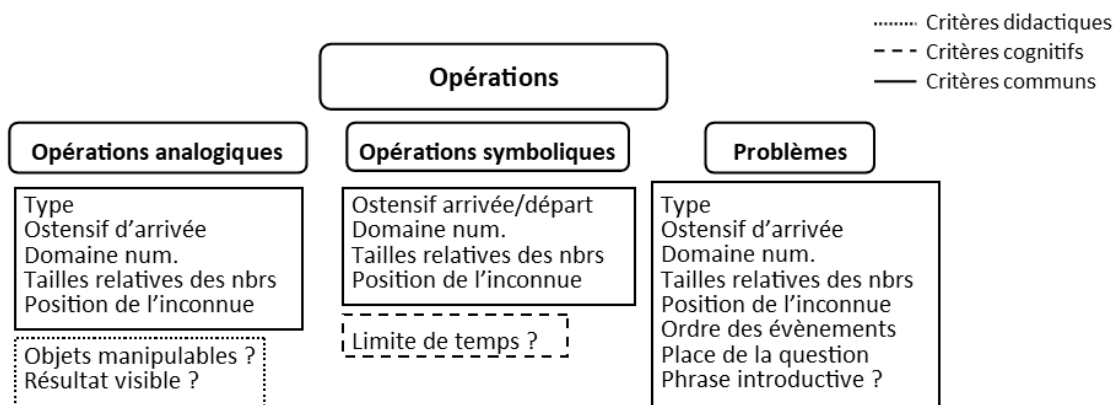 Critères didactiques
Critères cognitifs
Critères communs
Opérations
Opérations analogiques
Opérations symboliques
Problèmes
Type
Ostensif d'arrivée
Domaine num.
Tailles relatives des nbrs
Position de l'inconnue
Objets manipulables ?
Résultat visible ?
Ostensif arrivée/départ
Domaine num.
Tailles relatives des nbrs
Position de l'inconnue
Limite de temps ?
Type
Ostensif d'arrivée
Domaine num.
Tailles relatives des nbrs
Position de l'inconnue
Ordre des évènements
Place de la question
Phrase introductive ?